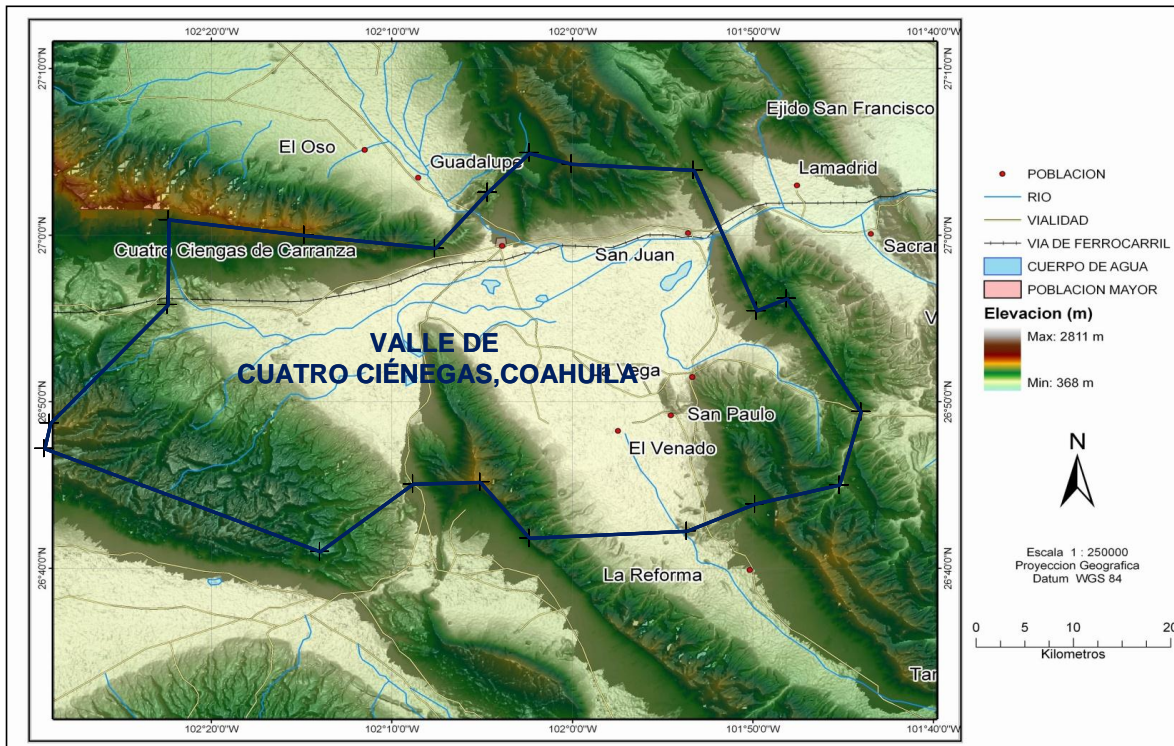 102°20'0"W
102°10'0"W
102°0'0"W
101°50'0"W
101°40'0"W
27°10'0"N
27°10'0"N
Ejido San Francisco
El Oso
Guadalupe
Lamadrid
27°0'0"N
27°0'0"N
Cuatro Ciengas de Carranza
San Juan
Sacran
V
VALLE DE
CUATRO CIÉNEGAS,COAHUILA
Vega
26°50'0"N
26°50'0"N
San Paulo
El Venado
26°40'0"N
26°40'0"N
La Reforma
Tar
102°20'0"W
102°10'0"W
102°0'0"W
101°50'0"W
101°40'0"W
POBLACION
RIO
VIALIDAD
VIA DE FERROCARRIL
CUERPO DE AGUA
POBLACION MAYOR
Elevacion (m)
Max: 2811 m
Min: 368 m
N
Escala 1 : 250000
Proyeccion Geografica
Datum WGS 84
0 5 10 20
Kilometros